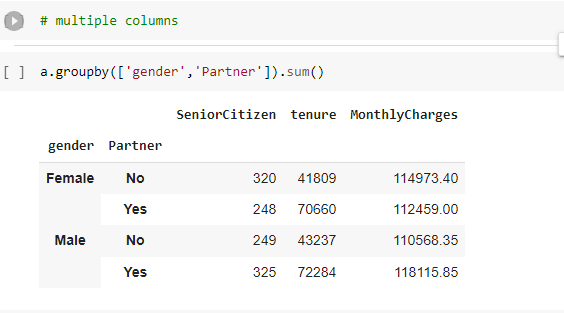 # multiple columns
[ ] a.groupby(['gender','Partner']).sum()
SeniorCitizen tenure MonthlyCharges
gender Partner
Female No 320 41809 114973.40
Yes 248 70660 112459.00
Male No 249 43237 110568.35
Yes 325 72284 118115.85